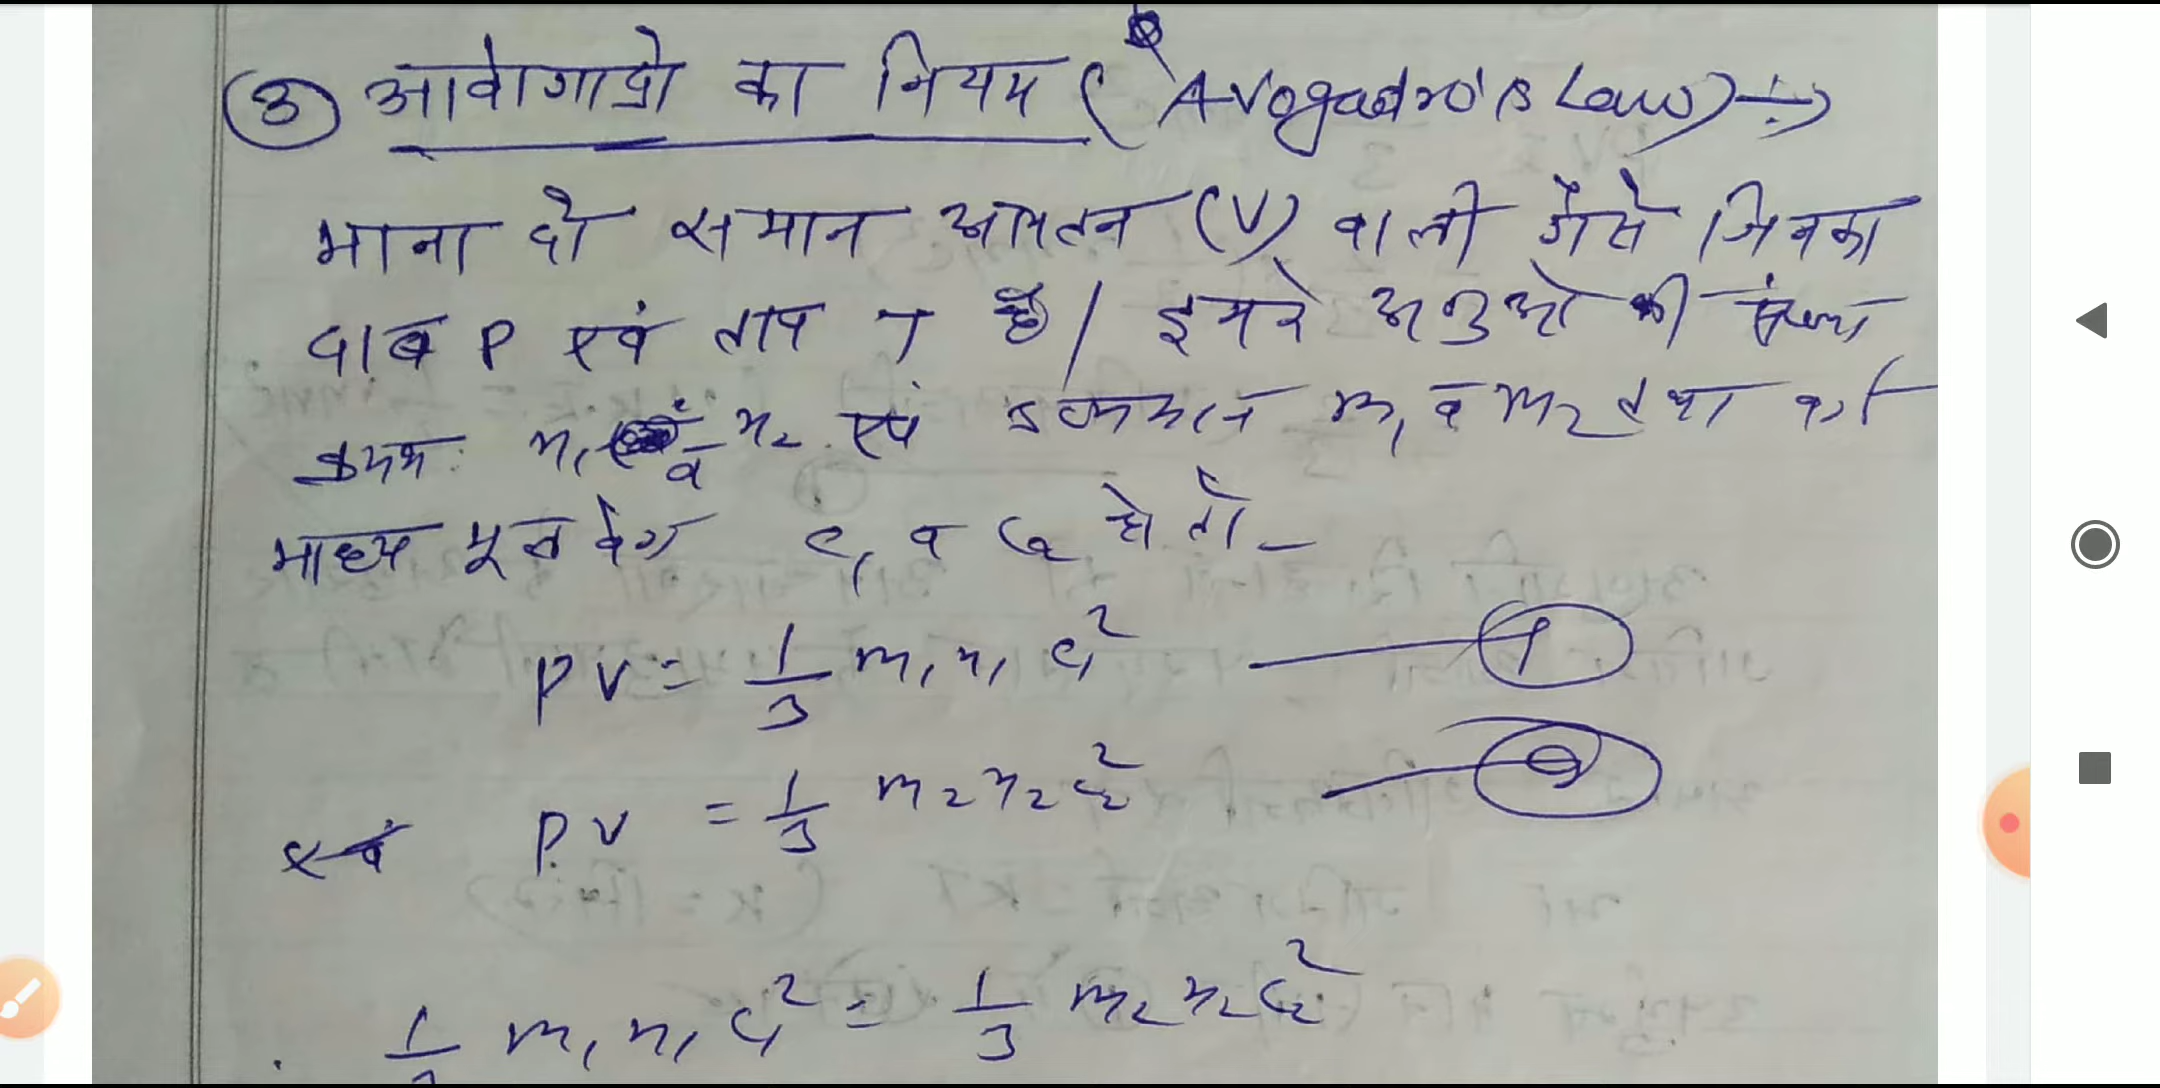 ③ आवोगाद्रो का नियम (Avogadro's Law) ÷→
माना दो समान आयतन (V) वाली गैसे जिनका
दाब P एवं ताप T है। इनके अणुओ की संख्या
क्रमशः n₁ व n₂ एवं द्रव्यमान m₁ व m₂ तथा वर्ग
माध्य मूल वेग c₁ व c₂ हो तो –
PV = 1/3 m₁n₁c₁² — ①
एवं PV = 1/3 m₂n₂c₂² — ②
1/3 m₁n₁c₁² = 1/3 m₂n₂c₂²